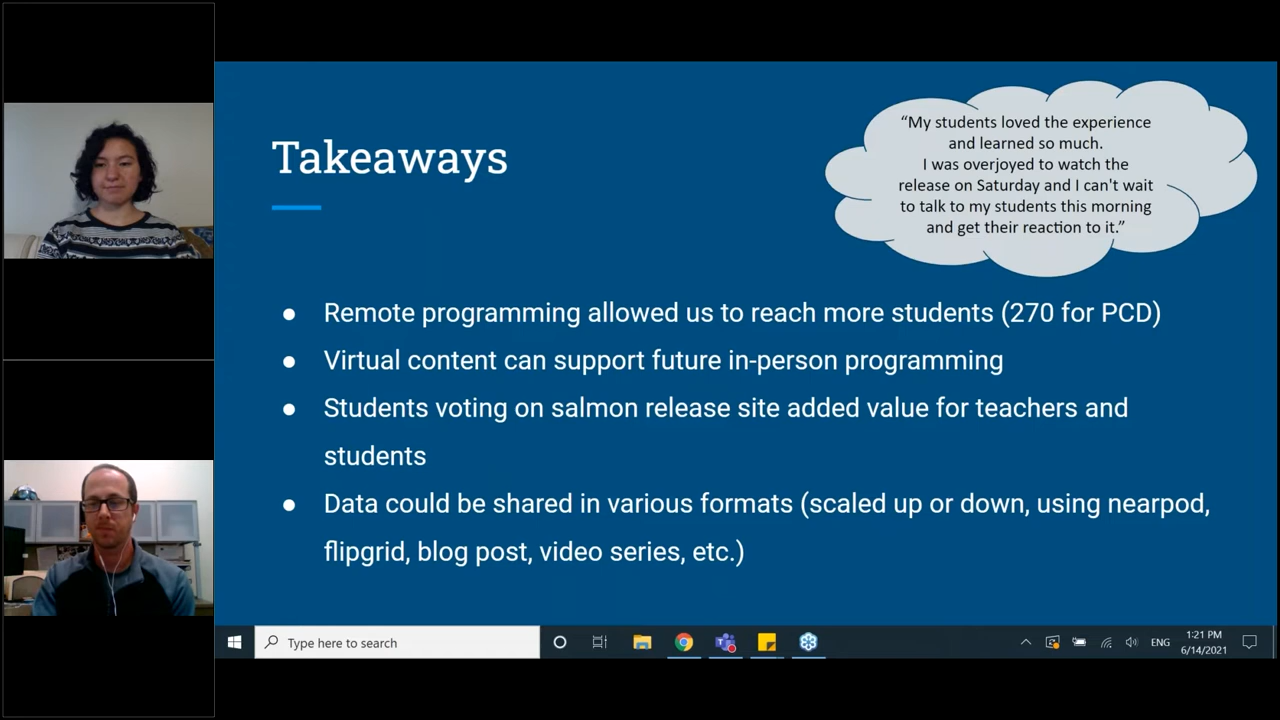 Takeaways
“My students loved the experience
and learned so much.
I was overjoyed to watch the
release on Saturday and I can't wait
to talk to my students this morning
and get their reaction to it.”
● Remote programming allowed us to reach more students (270 for PCD)
● Virtual content can support future in-person programming
● Students voting on salmon release site added value for teachers and
students
● Data could be shared in various formats (scaled up or down, using nearpod,
flipgrid, blog post, video series, etc.)
Type here to search
ENG
1:21 PM
6/14/2021